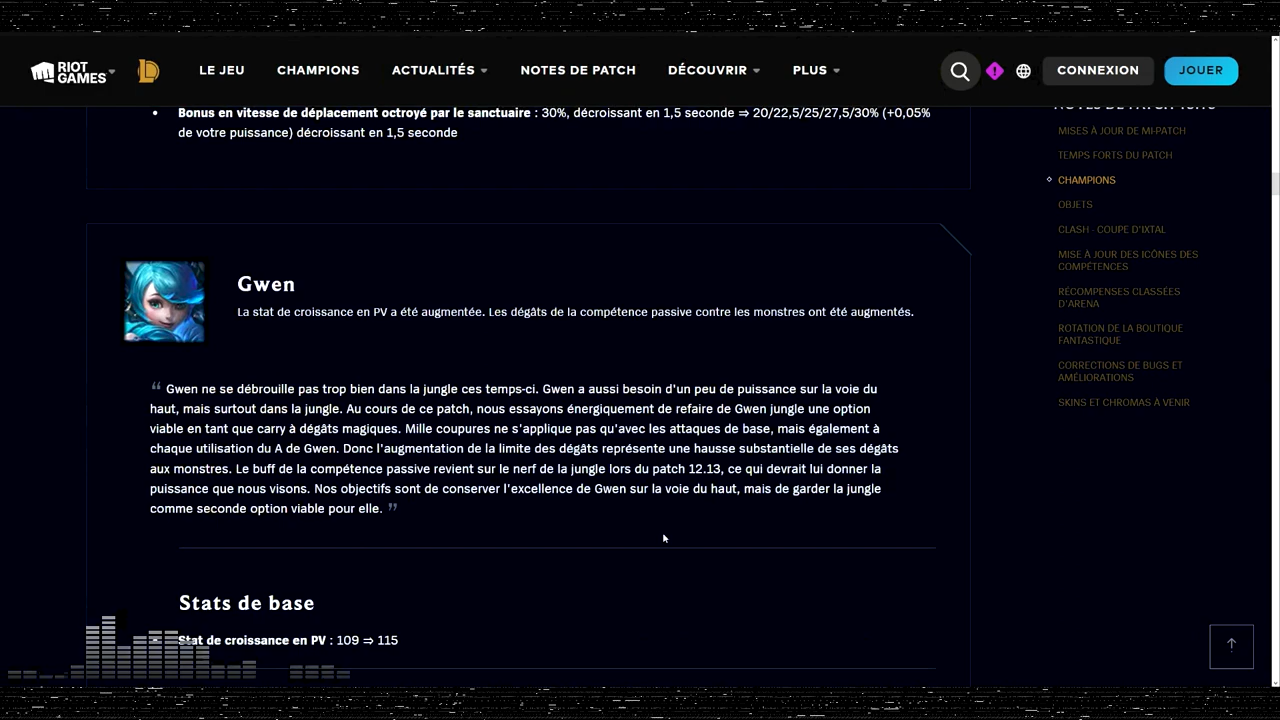 RIOT GAMES
LE JEU
CHAMPIONS
ACTUALITÉS
NOTES DE PATCH
DÉCOUVRIR
PLUS
CONNEXION
JOUER
Bonus en vitesse de déplacement octroyé par le sanctuaire : 30%, décroissant en 1,5 seconde ⇒ 20/22,5/25/27,5/30% (+0,05%
de votre puissance) décroissant en 1,5 seconde
Gwen
La stat de croissance en PV a été augmentée. Les dégâts de la compétence passive contre les monstres ont été augmentés.
“ Gwen ne se débrouille pas trop bien dans la jungle ces temps-ci. Gwen a aussi besoin d'un peu de puissance sur la voie du
haut, mais surtout dans la jungle. Au cours de ce patch, nous essayons énergiquement de refaire de Gwen jungle une option
viable en tant que carry à dégâts magiques. Mille coupures ne s'applique pas qu'avec les attaques de base, mais également à
chaque utilisation du A de Gwen. Donc l'augmentation de la limite des dégâts représente une hausse substantielle de ses dégâts
aux monstres. Le buff de la compétence passive revient sur le nerf de la jungle lors du patch 12.13, ce qui devrait lui donner la
puissance que nous visons. Nos objectifs sont de conserver l'excellence de Gwen sur la voie du haut, mais de garder la jungle
comme seconde option viable pour elle. ”
Stats de base
Stat de croissance en PV : 109 ⇒ 115
MISES À JOUR DE MI-PATCH
TEMPS FORTS DU PATCH
CHAMPIONS
OBJETS
CLASH - COUPE D'IXTAL
MISE À JOUR DES ICÔNES DES
COMPÉTENCES
RÉCOMPENSES CLASSÉES
D'ARENA
ROTATION DE LA BOUTIQUE
FANTASTIQUE
CORRECTIONS DE BUGS ET
AMÉLIORATIONS
SKINS ET CHROMAS À VENIR